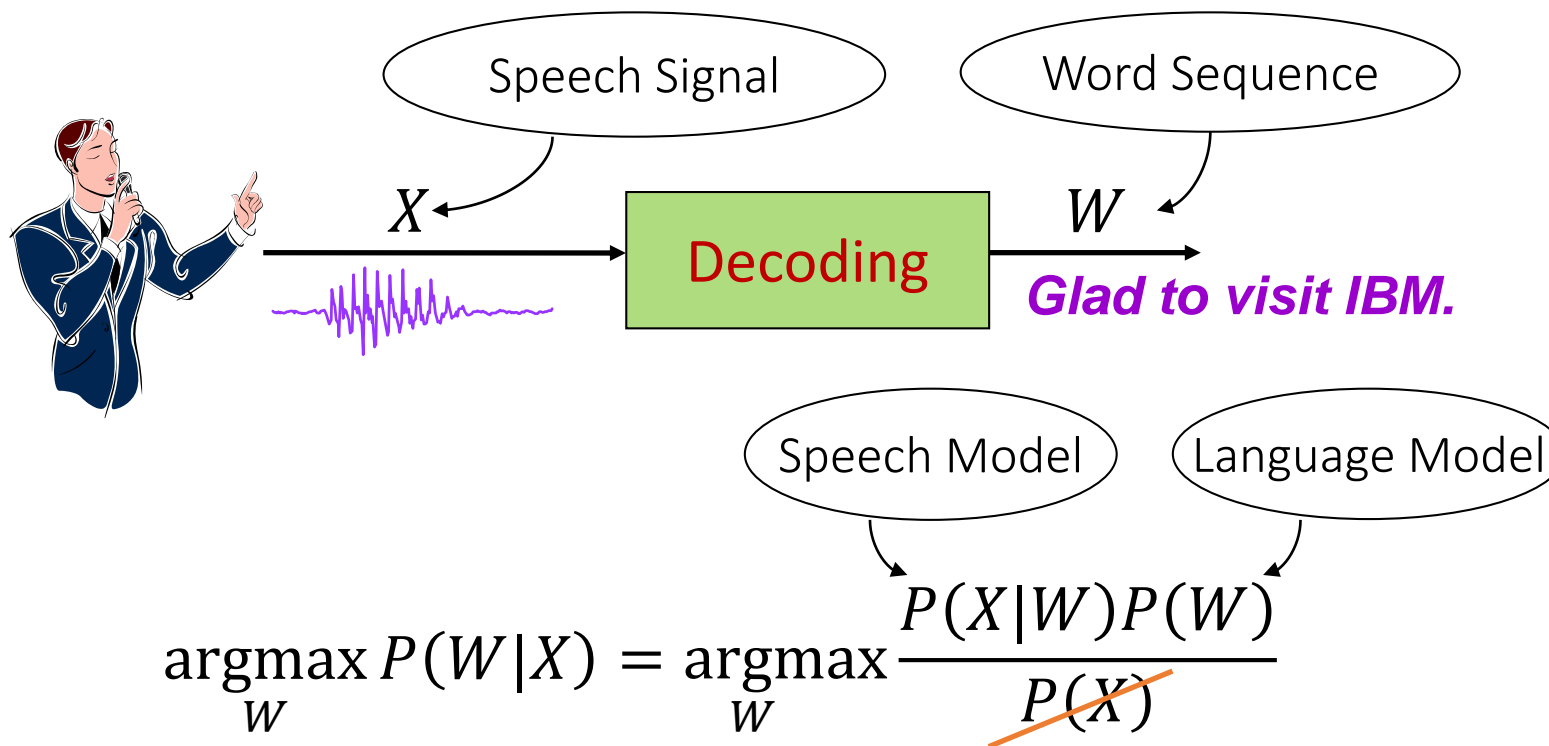 Speech Signal
Word Sequence
X
W
Decoding
Glad to visit IBM.
Speech Model
Language Model
argmax P(W|X) = argmax P(X|W)P(W)
W W P(X)